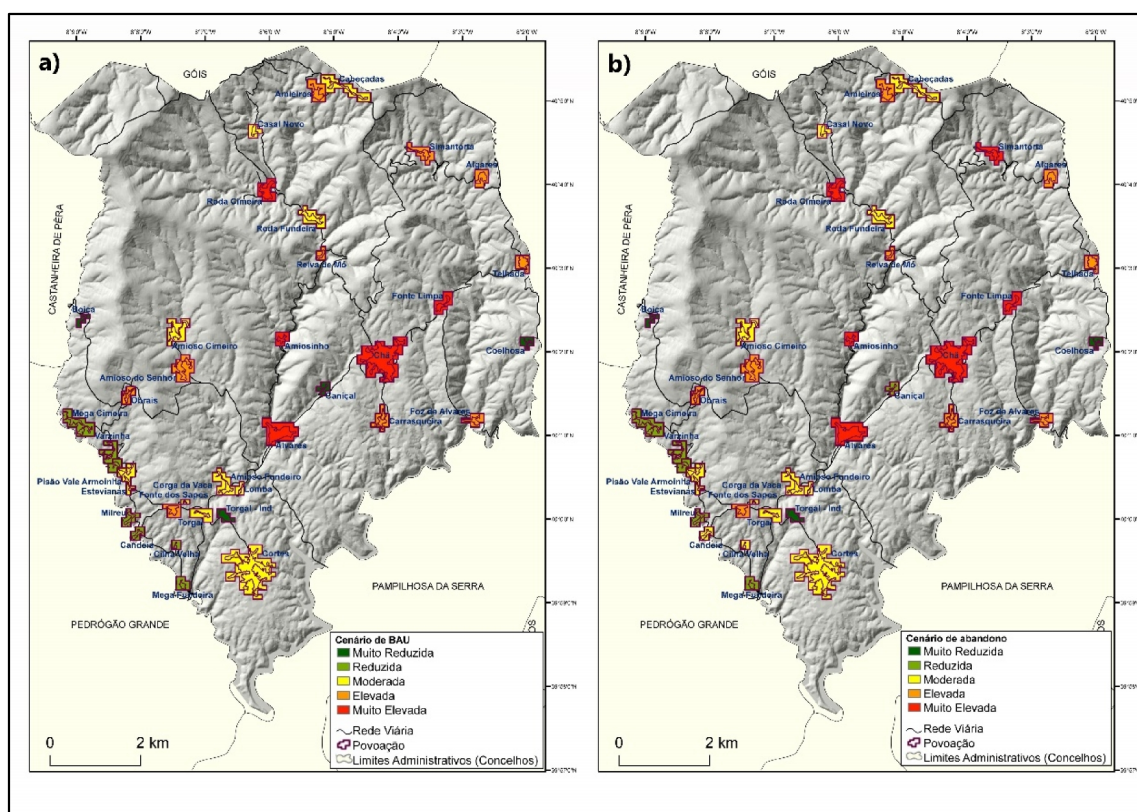 a)
GÓIS
Cabeçadas
Amieiros
Casal Novo
Simantorta
Algares
Roda Cimeira
Roda Fundeira
CASTANHEIRA DE PÊRA
Relva de Mó
Telhada
Fonte Limpa
Boiça
Amioso Cimeiro
Amiosinho
Chã
Coelhosa
Amioso do Senhor
Obrais
Caniçal
Mega Cimeira
Foz de Alvares
Carrasqueira
Varzinha
Alvares
Pisão Vale Armoinha
Estevianas
Amioso Fundeiro
Corga da Vaca
Lomba
Fonte dos Sapos
Milreu
Torgal
Torgal - Ind.
Candeia
Cilha Velha
Cortes
Mega Fundeira
PAMPILHOSA DA SERRA
PEDRÓGÃO GRANDE
Cenário de BAU
Muito Reduzida
Reduzida
Moderada
Elevada
Muito Elevada
Rede Viária
Povoação
Limites Administrativos (Concelhos)
0 2 km
b)
GÓIS
Cabeçadas
Amieiros
Casal Novo
Simantorta
Algares
Roda Cimeira
Roda Fundeira
CASTANHEIRA DE PÊRA
Relva de Mó
Telhada
Fonte Limpa
Boiça
Amioso Cimeiro
Amiosinho
Chã
Coelhosa
Amioso do Senhor
Obrais
Caniçal
Mega Cimeira
Foz de Alvares
Carrasqueira
Varzinha
Alvares
Pisão Vale Armoinha
Estevianas
Amioso Fundeiro
Corga da Vaca
Lomba
Fonte dos Sapos
Milreu
Torgal
Torgal - Ind.
Candeia
Cilha Velha
Cortes
Mega Fundeira
PAMPILHOSA DA SERRA
PEDRÓGÃO GRANDE
Cenário de abandono
Muito Reduzida
Reduzida
Moderada
Elevada
Muito Elevada
Rede Viária
Povoação
Limites Administrativos (Concelhos)
0 2 km